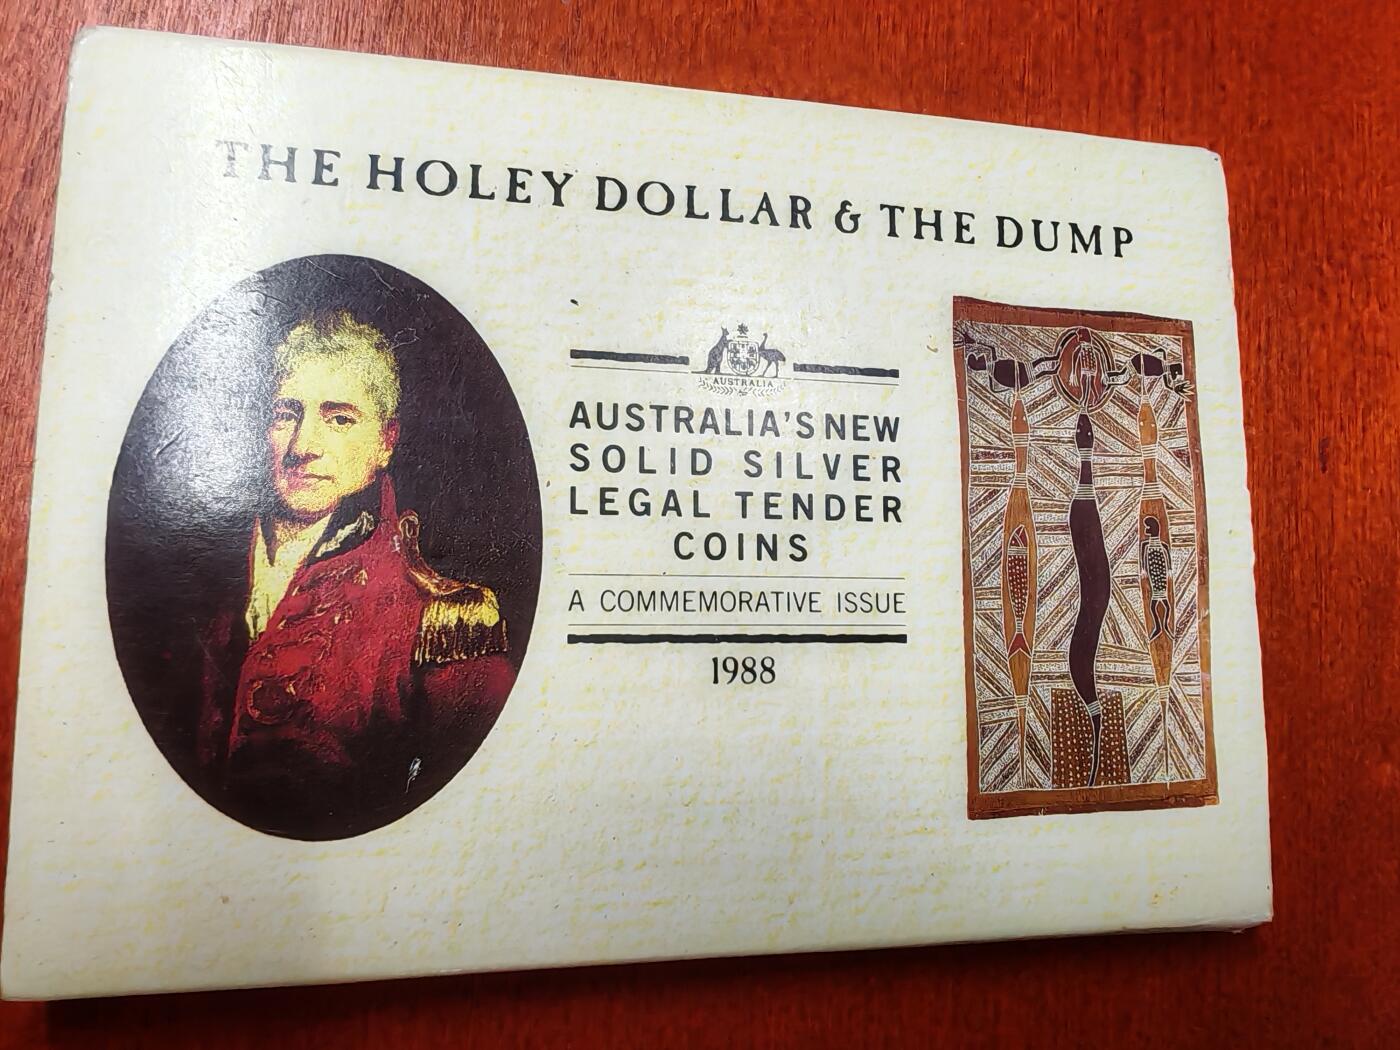 THE HOLEY DOLLAR & THE DUMP
AUSTRALIA
AUSTRALIA'S NEW
SOLID SILVER
LEGAL TENDER
COINS
A COMMEMORATIVE ISSUE
1988